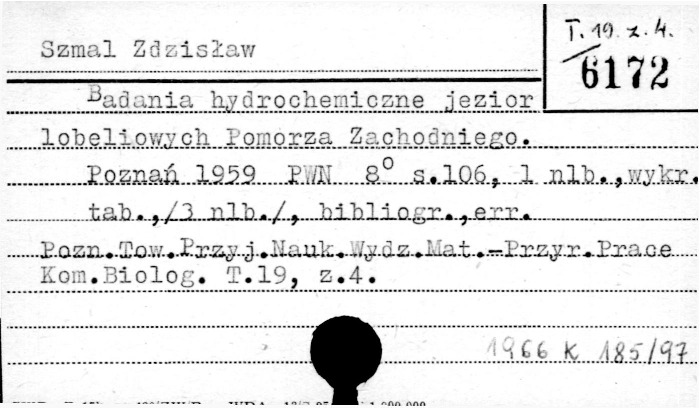 Szmal Zdzisław
T. 19. z. 4.
6172
Badania hydrochemiczne jezior
lobeliowych Pomorza Zachodniego.
Poznań 1959 PWN 8° s.106, 1 nlb.,wykr.
tab.,/3 nlb./, bibliogr.,err.
Pozn.Tow.Przyj.Nauk.Wydz.Mat.-Przyr.Prace
Kom.Biolog. T.19, z.4.
1966 K 185/97